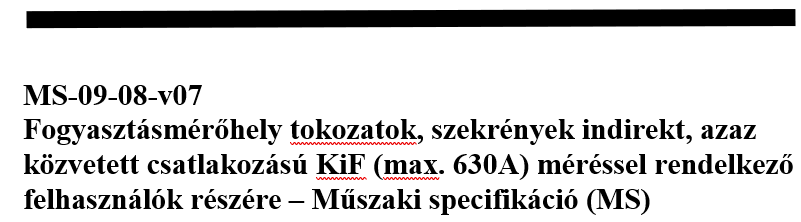 MS-09-08-v07
Fogyasztásmérőhely tokozatok, szekrények indirekt, azaz
közvetett csatlakozású KiF (max. 630A) méréssel rendelkező
felhasználók részére – Műszaki specifikáció (MS)